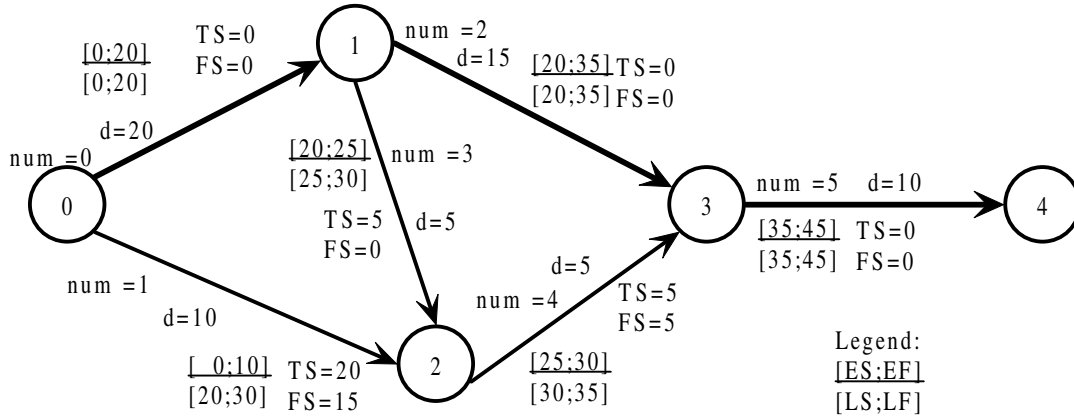 [0;20]
[0;20]
TS=0
FS=0
d=20
num =0
0
1
num =2
d=15
[20;35]
[20;35]
TS=0
FS=0
[20;25]
[25;30]
num =3
TS=5
FS=0
d=5
num =1
d=10
[ 0;10]
[20;30]
TS=20
FS=15
2
d=5
num =4
TS=5
FS=5
[25;30]
[30;35]
3
num =5
d=10
[35;45]
[35;45]
TS=0
FS=0
4
Legend:
[ES;EF]
[LS;LF]